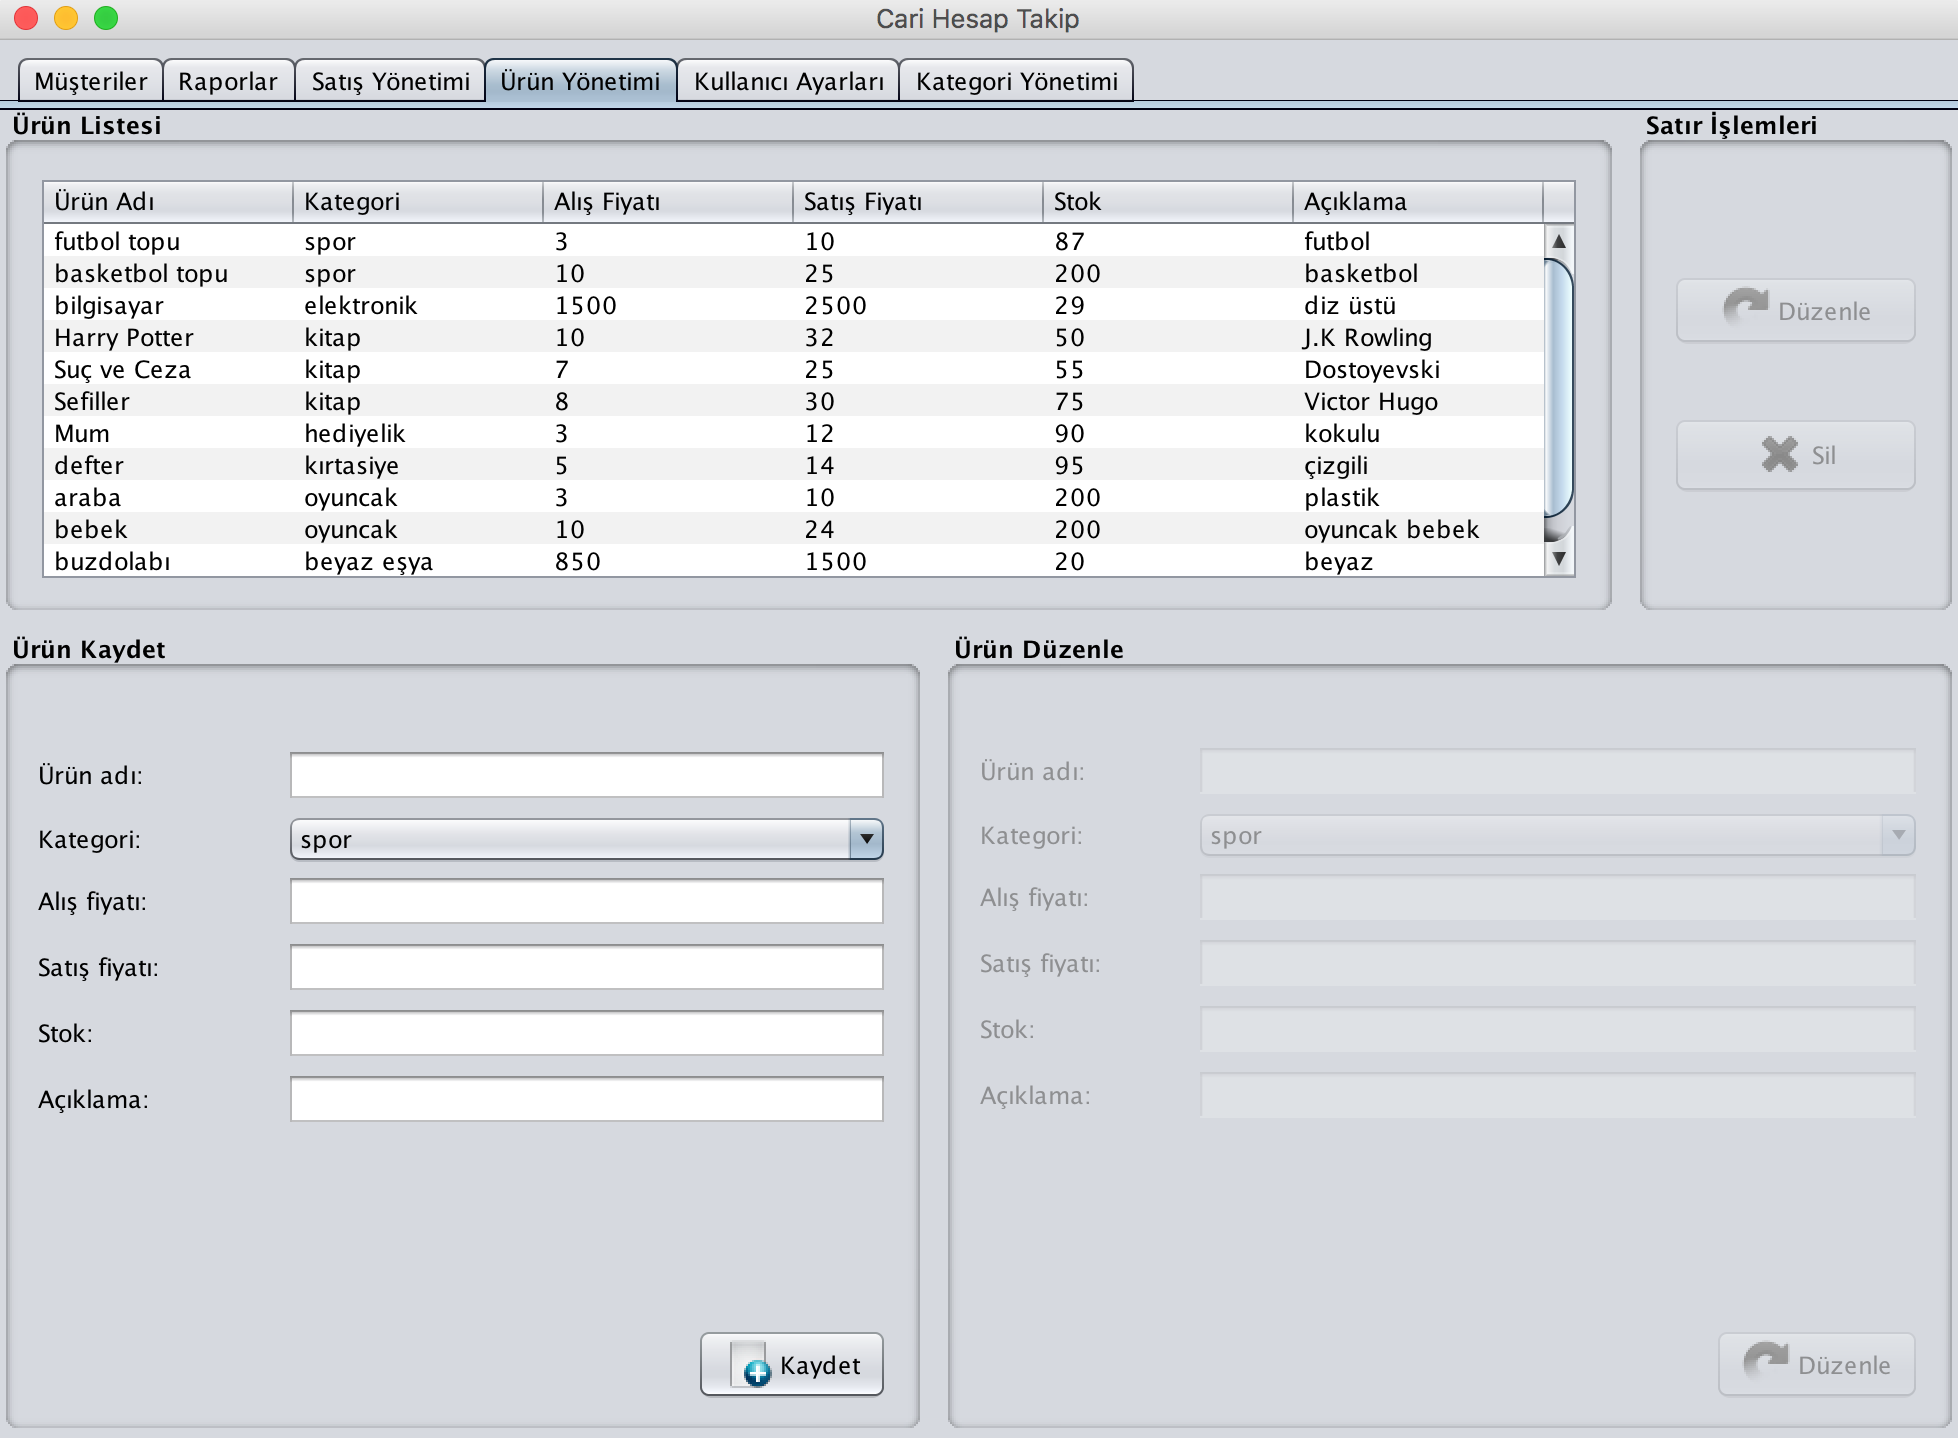 Cari Hesap Takip
Müşteriler Raporlar Satış Yönetimi Ürün Yönetimi Kullanıcı Ayarları Kategori Yönetimi
Ürün Listesi
Ürün Adı Kategori Alış Fiyatı Satış Fiyatı Stok Açıklama
futbol topu spor 3 10 87 futbol
basketbol topu spor 10 25 200 basketbol
bilgisayar elektronik 1500 2500 29 diz üstü
Harry Potter kitap 10 32 50 J.K Rowling
Suç ve Ceza kitap 7 25 55 Dostoyevski
Sefiller kitap 8 30 75 Victor Hugo
Mum hediyelik 3 12 90 kokulu
defter kırtasiye 5 14 95 çizgili
araba oyuncak 3 10 200 plastik
bebek oyuncak 10 24 200 oyuncak bebek
buzdolabı beyaz eşya 850 1500 20 beyaz
Satır İşlemleri
Düzenle
Sil
Ürün Kaydet
Ürün adı:
Kategori: spor
Alış fiyatı:
Satış fiyatı:
Stok:
Açıklama:
Kaydet
Ürün Düzenle
Ürün adı:
Kategori: spor
Alış fiyatı:
Satış fiyatı:
Stok:
Açıklama:
Düzenle